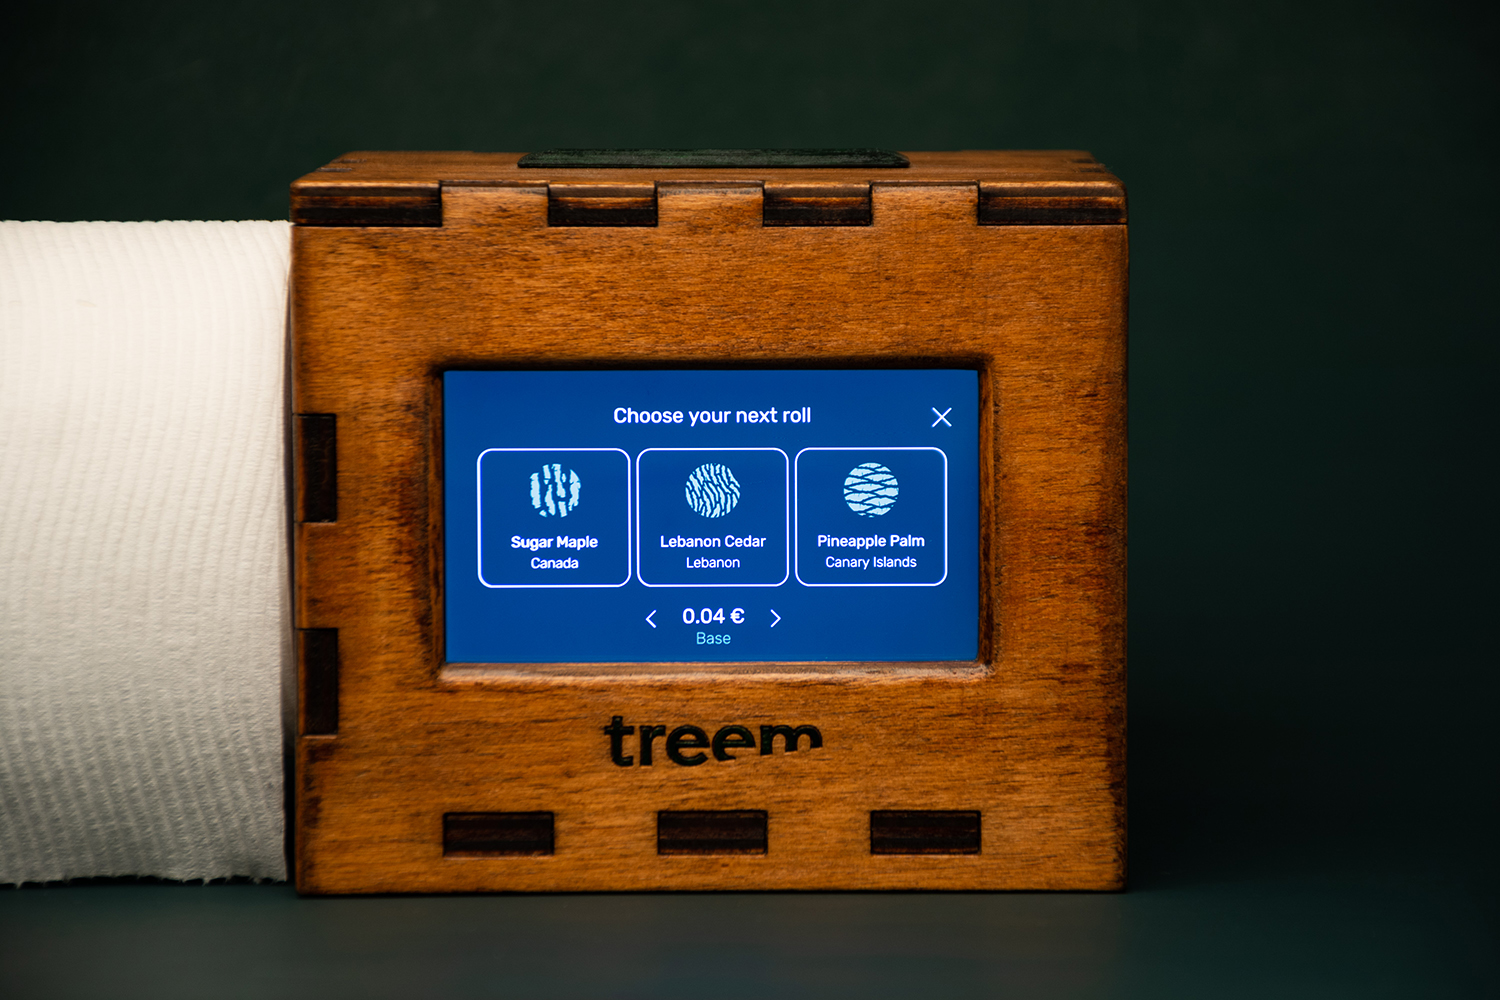 Choose your next roll
Sugar Maple
Canada
Lebanon Cedar
Lebanon
Pineapple Palm
Canary Islands
0.04 €
Base
treem